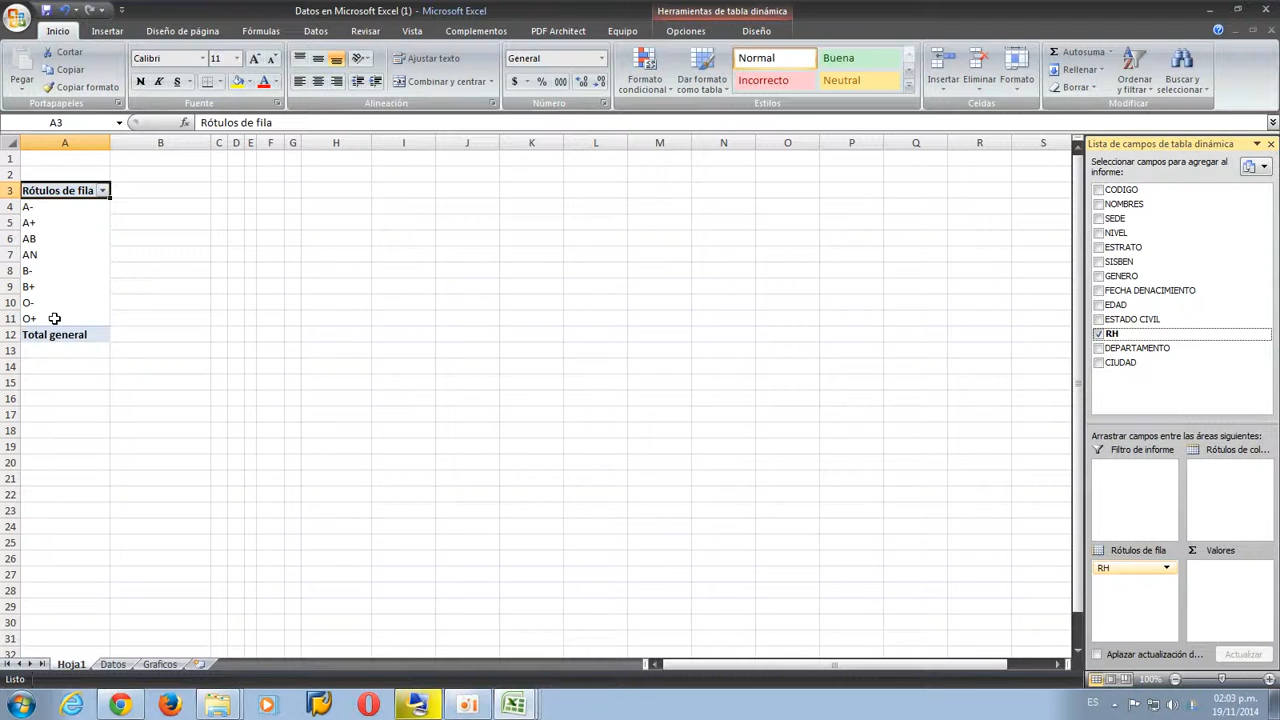 Datos en Microsoft Excel (1) - Microsoft Excel
Herramientas de tabla dinámica
Inicio
Insertar
Diseño de página
Fórmulas
Datos
Revisar
Vista
Complementos
PDF Architect
Equipo
Opciones
Diseño
Pegar
Cortar
Copiar
Copiar formato
Portapapeles
Calibri
11
N K S
Fuente
Ajustar texto
Combinar y centrar
Alineación
General
$ % 000
Número
Formato condicional
Dar formato como tabla
Normal
Buena
Incorrecto
Neutral
Estilos
Insertar
Eliminar
Formato
Celdas
Autosuma
Rellenar
Borrar
Ordenar y filtrar
Buscar y seleccionar
Modificar
A3
fx
Rótulos de fila
A B C D E F G H I J K L M N O P Q R S
1
2
3 Rótulos de fila
4 A-
5 A+
6 AB
7 AN
8 B-
9 B+
10 O-
11 O+
12 Total general
13
14
15
16
17
18
19
20
21
22
23
24
25
26
27
28
29
30
31
32
Lista de campos de tabla dinámica
Seleccionar campos para agregar al
informe:
CODIGO
NOMBRES
SEDE
NIVEL
ESTRATO
SISBEN
GENERO
FECHA DENACIMIENTO
EDAD
ESTADO CIVIL
RH
DEPARTAMENTO
CIUDAD
Arrastrar campos entre las áreas siguientes:
Filtro de informe
Rótulos de col...
Rótulos de fila
Σ Valores
RH
Aplazar actualización d...
Actualizar
Hoja1
Datos
Graficos
Listo
100%
ES
02:03 p.m.
19/11/2014